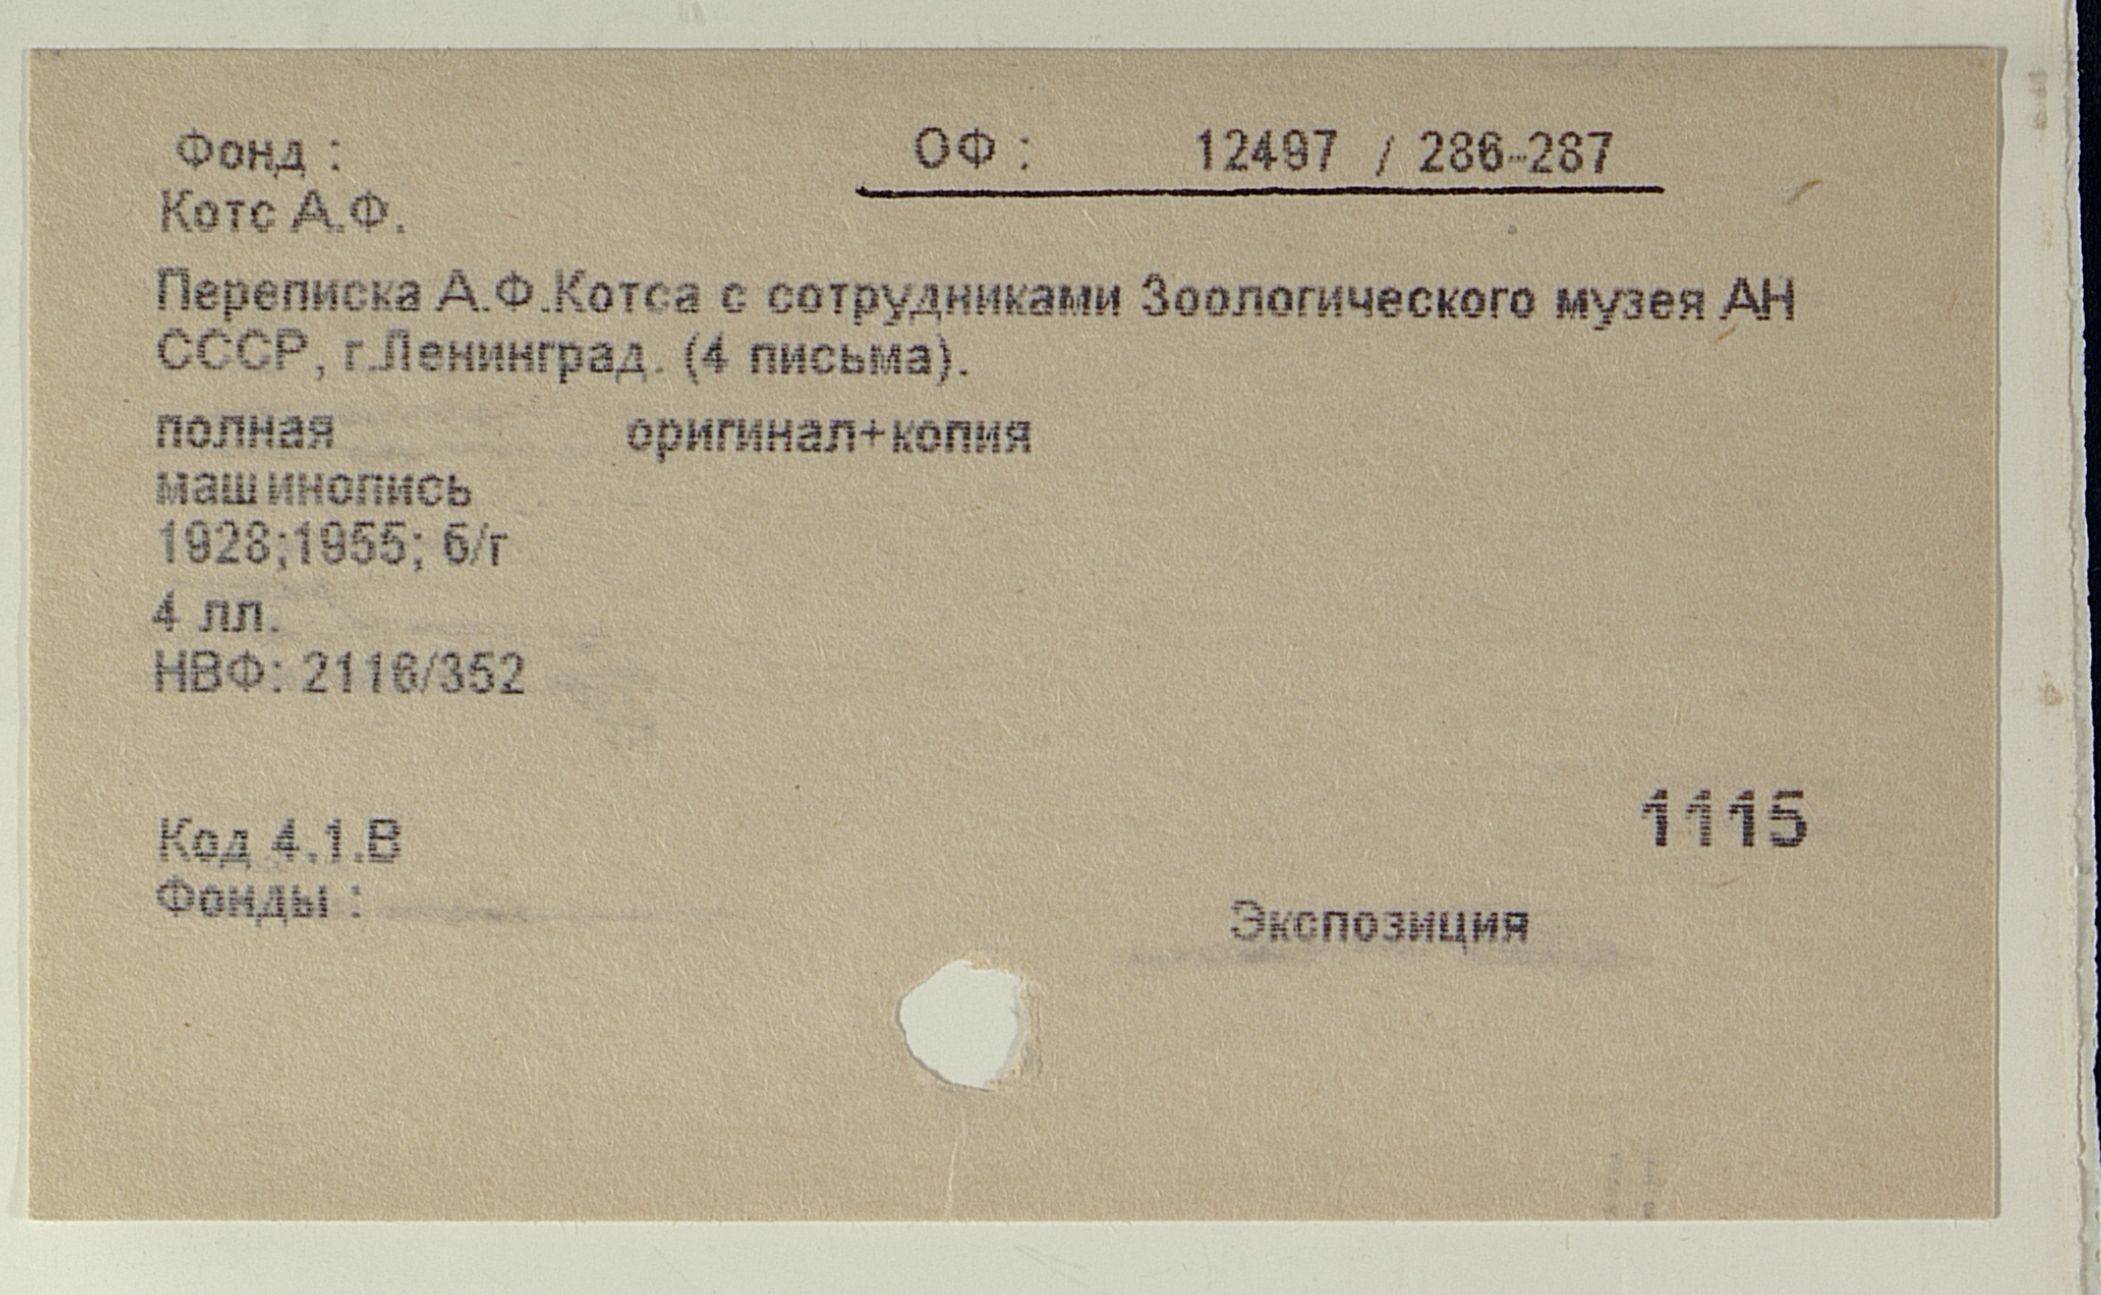 Фонд : ОФ : 12497 / 286-287
Котс А.Ф.
Переписка А.Ф.Котса с сотрудниками Зоологического музея АН
СССР, г.Ленинград. (4 письма).
полная оригинал+копия
машинопись
1928;1955; б/г
4 лл.
НВФ: 2116/352
1115
Код 4.1.В
Фонды :
Экспозиция